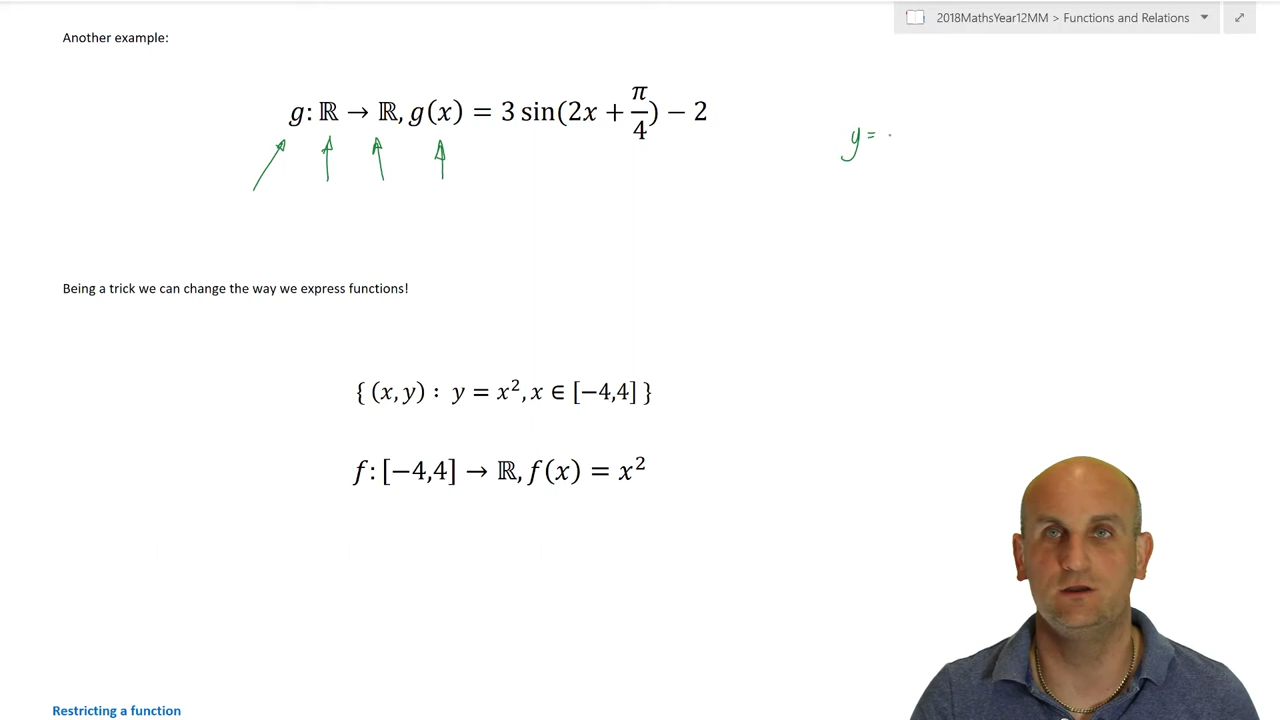 2018MathsYear12MM > Functions and Relations
Another example:
g: ℝ → ℝ, g(x) = 3 sin(2x + π/4) − 2
y = ·
Being a trick we can change the way we express functions!
{ (x, y) : y = x², x ∈ [−4,4] }
f: [−4,4] → ℝ, f(x) = x²
Restricting a function